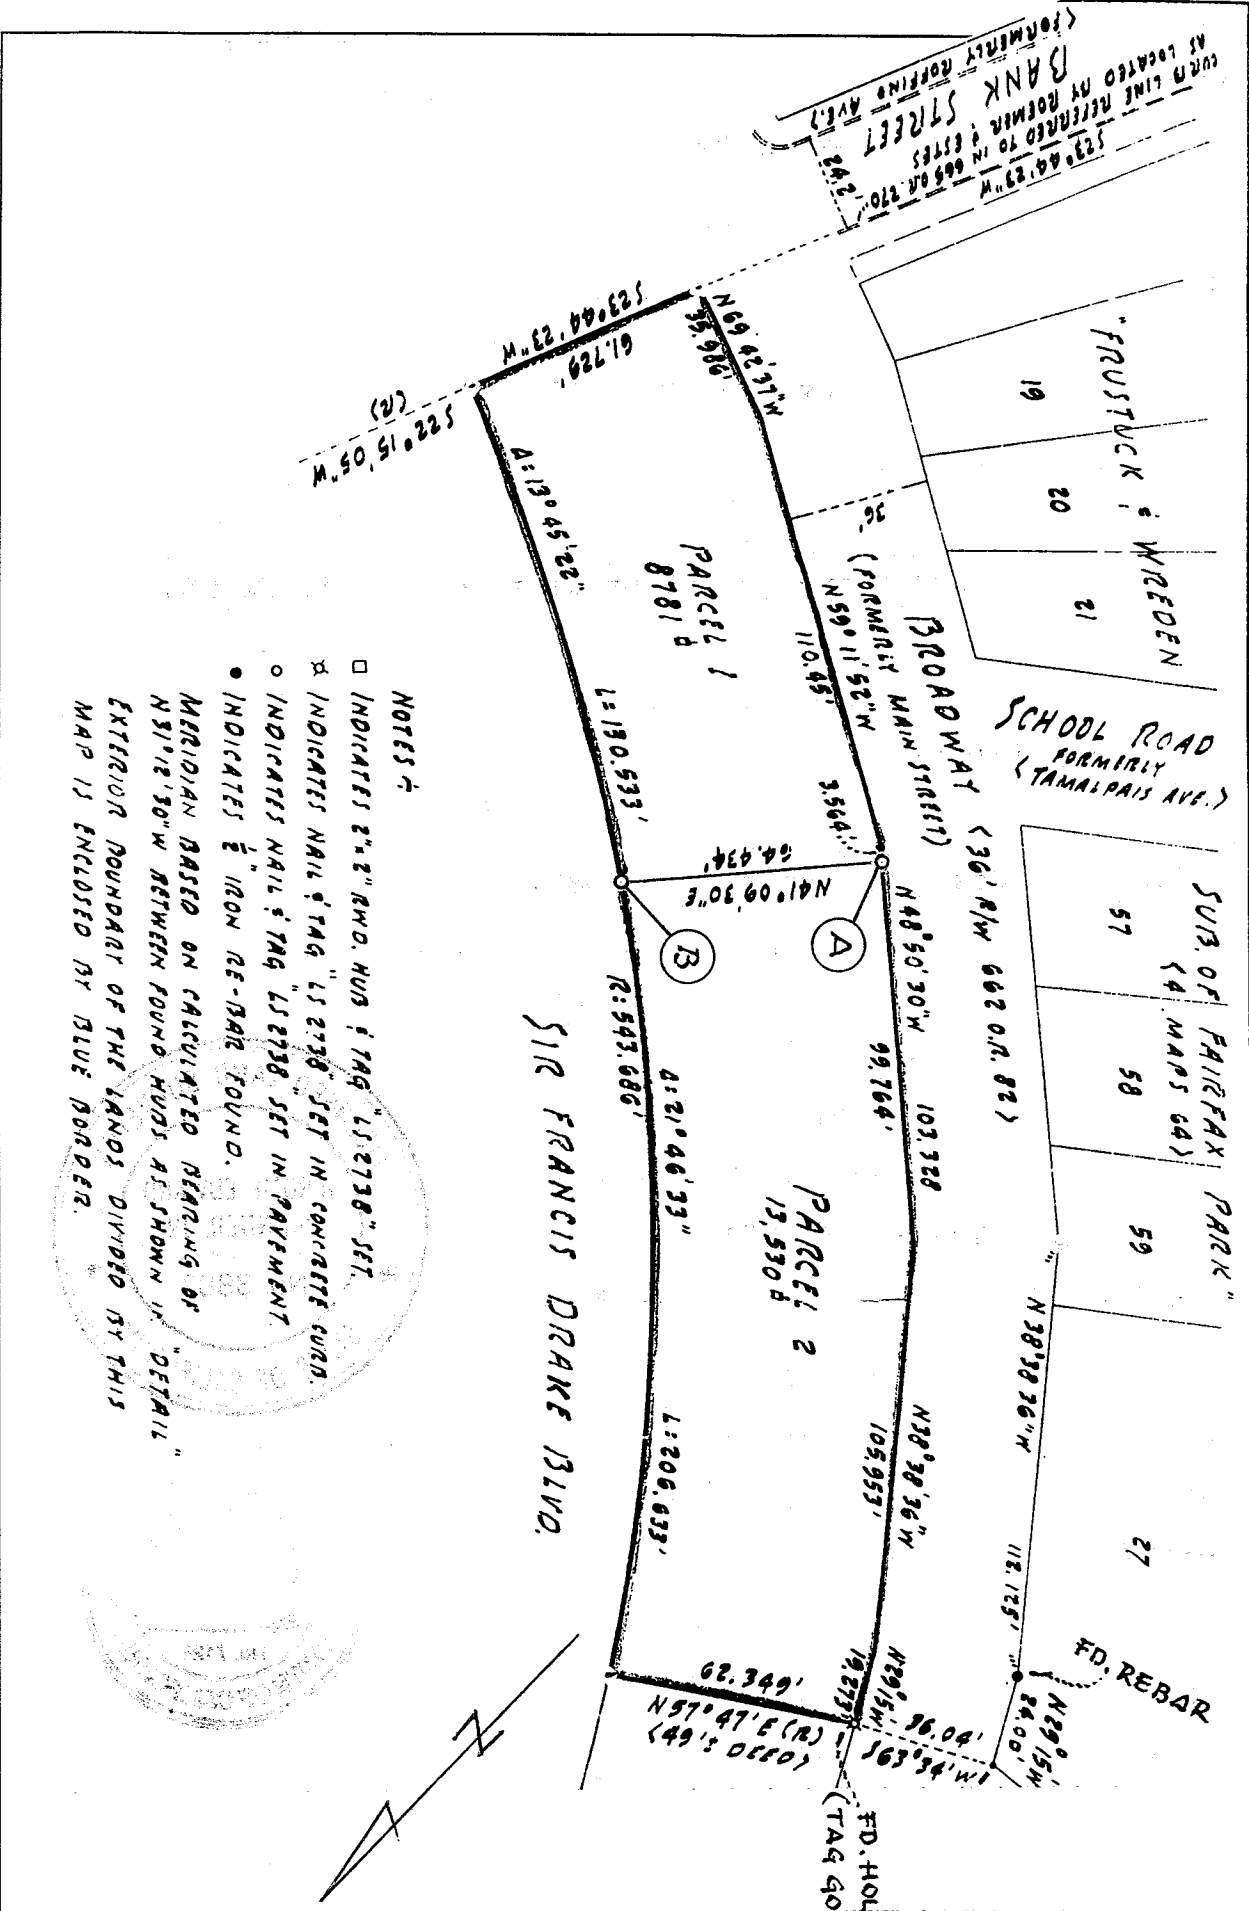 <FORMERLY ROFFINO AVE.>
BANK STREET
AS LOCATED BY ROEMER & ESTES
CURB LINE REFERRED TO IN 665 O.R. 270
S23°44'23"W
24.2'
"FRUSTUCK & WREDEN
19
20
21
SCHOOL ROAD
< FORMERLY
TAMALPAIS AVE.>
SUB. OF FAIRFAX PARK"
<4 MAPS 64>
57
58
59
27
BROADWAY <36' R/W 662 O.R. 82>
(FORMERLY MAIN STREET)
36'
N38°38'36"W
112.125'
FD. REBAR
N29°15'W
24.00'
N69°42'37"W
35.986'
N59°11'52"W
110.45'
3.564'
N48°50'30"W
99.764'
103.328
N38°38'36"W
105.953'
N29°15'W
19.273'
36.04'
S63°34'W
FD. HOL
(TAG GO
S23°44'23"W
61.729'
S22°15'05"W
(R)
PARCEL 1
8781
Δ=13°45'22"
L=130.533'
64.434'
N41°09'30"E
A
B
PARCEL 2
13,530
R=543.686'
Δ=21°46'33"
L=206.633'
62.349'
N57°47'E (R)
<49'± DEED>
SIR FRANCIS DRAKE BLVD.
N
NOTES:
□ INDICATES 2"x2" RWD. HUB & TAG "LS 2738" SET.
¤ INDICATES NAIL & TAG "LS 2738" SET IN CONCRETE CURB.
○ INDICATES NAIL & TAG "LS 2738" SET IN PAVEMENT
● INDICATES ½" IRON RE-BAR FOUND.
MERIDIAN BASED ON CALCULATED BEARING OF
N31°12'30"W BETWEEN FOUND HUBS AS SHOWN IN "DETAIL"
EXTERIOR BOUNDARY OF THE LANDS DIVIDED BY THIS
MAP IS ENCLOSED BY BLUE BORDER.